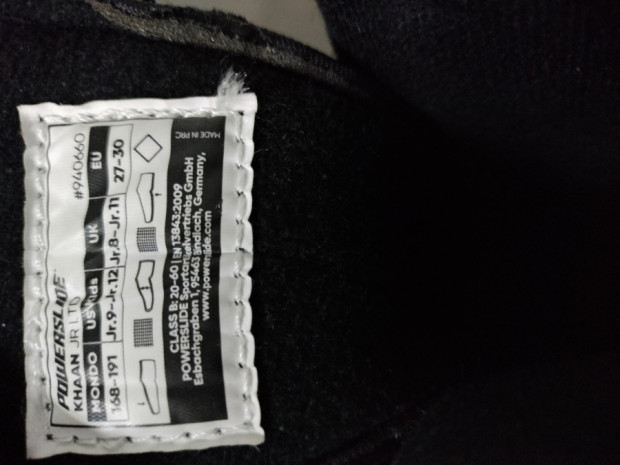 POWERSLIDE
KHAAN JR LTD #940660
MONDO US Kids UK EU
168-191 Jr.9-Jr.12 Jr.8-Jr.11 27-30
CLASS B: 20-60 | EN 13843:2009
POWERSLIDE Sportartikelvertriebs GmbH
Esbachgraben 1, 95463 Bindlach, Germany,
www.powerslide.com
MADE IN PRC